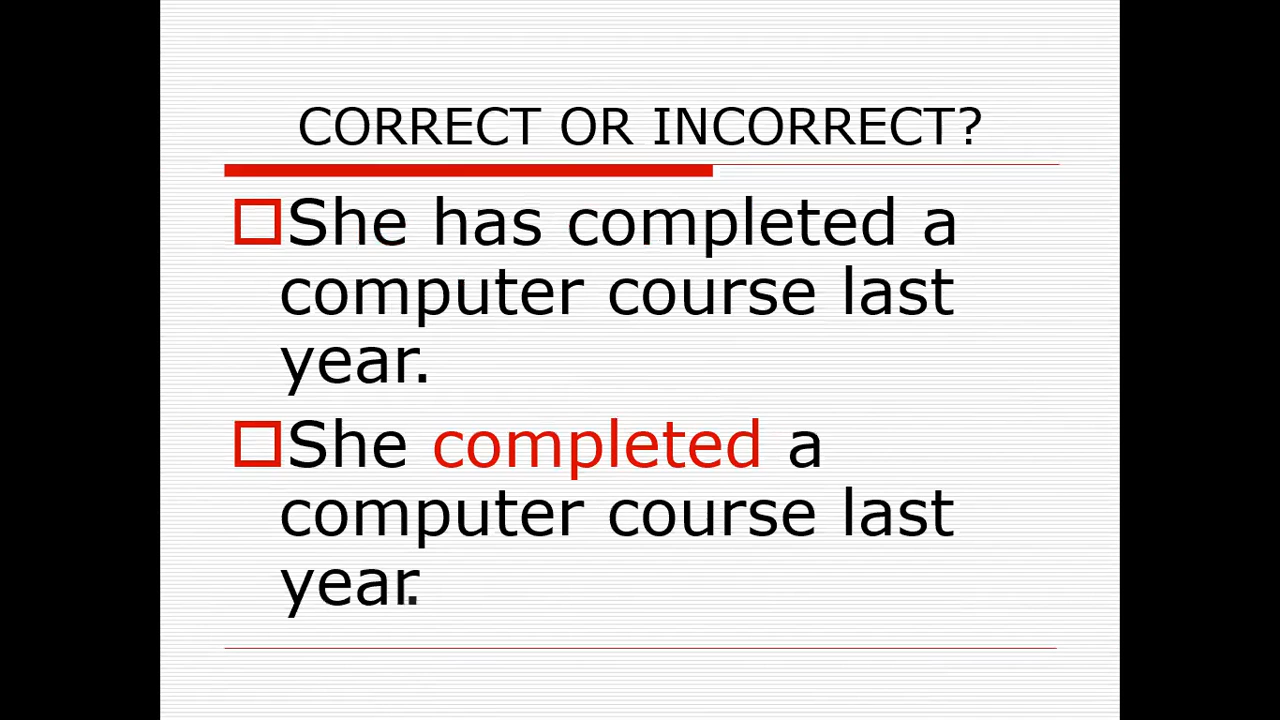 CORRECT OR INCORRECT?
She has completed a
computer course last
year.
She completed a
computer course last
year.